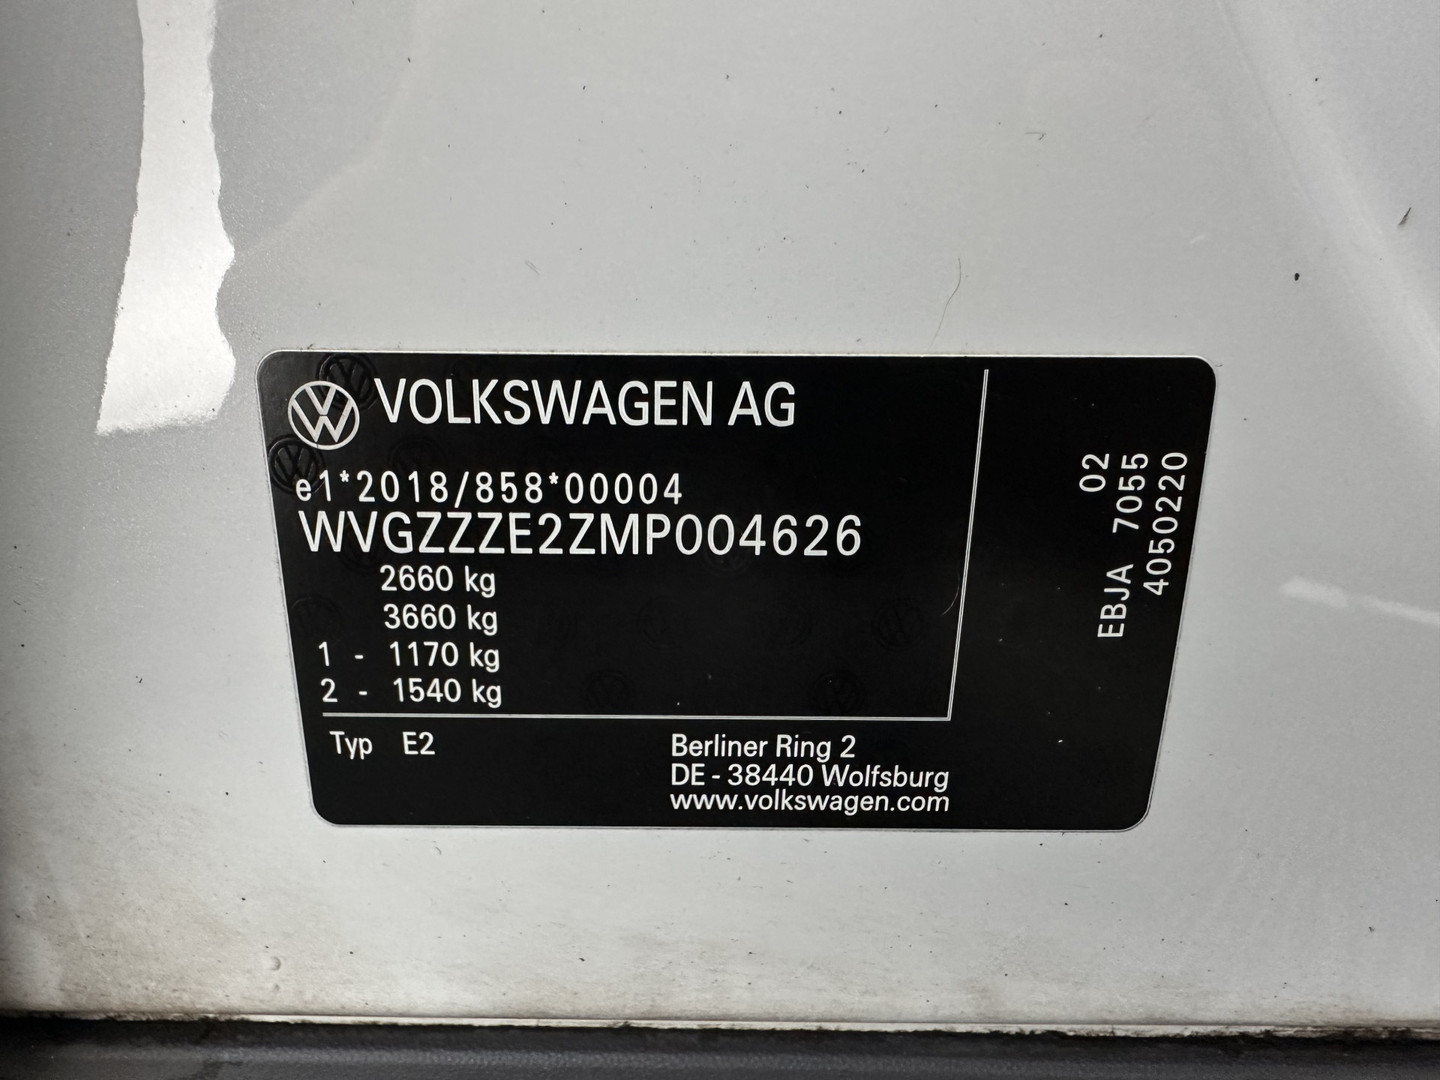 VOLKSWAGEN AG
e1*2018/858*00004
WVGZZZE2ZMP004626
2660 kg
3660 kg
1 - 1170 kg
2 - 1540 kg
Typ E2
Berliner Ring 2
DE - 38440 Wolfsburg
www.volkswagen.com
02
EBJA 7055
4050220